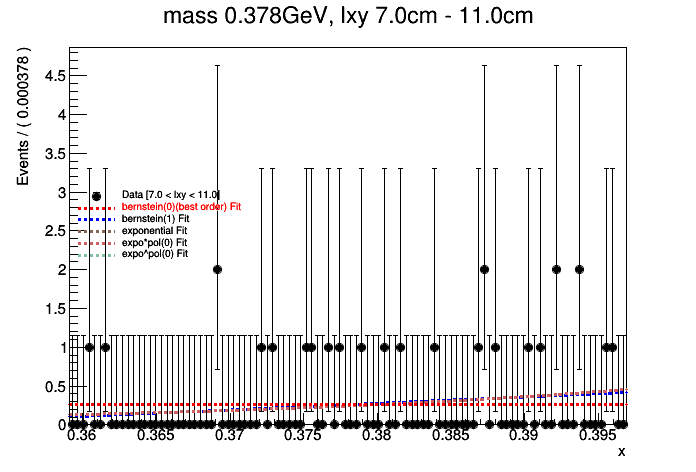 mass 0.378GeV, lxy 7.0cm - 11.0cm
Events / ( 0.000378 )
4.5
4
3.5
3
2.5
2
1.5
1
0.5
0
Data [7.0 < lxy < 11.0]
bernstein(0)(best order) Fit
bernstein(1) Fit
exponential Fit
expo*pol(0) Fit
expo^pol(0) Fit
0.36 0.365 0.37 0.375 0.38 0.385 0.39 0.395
x